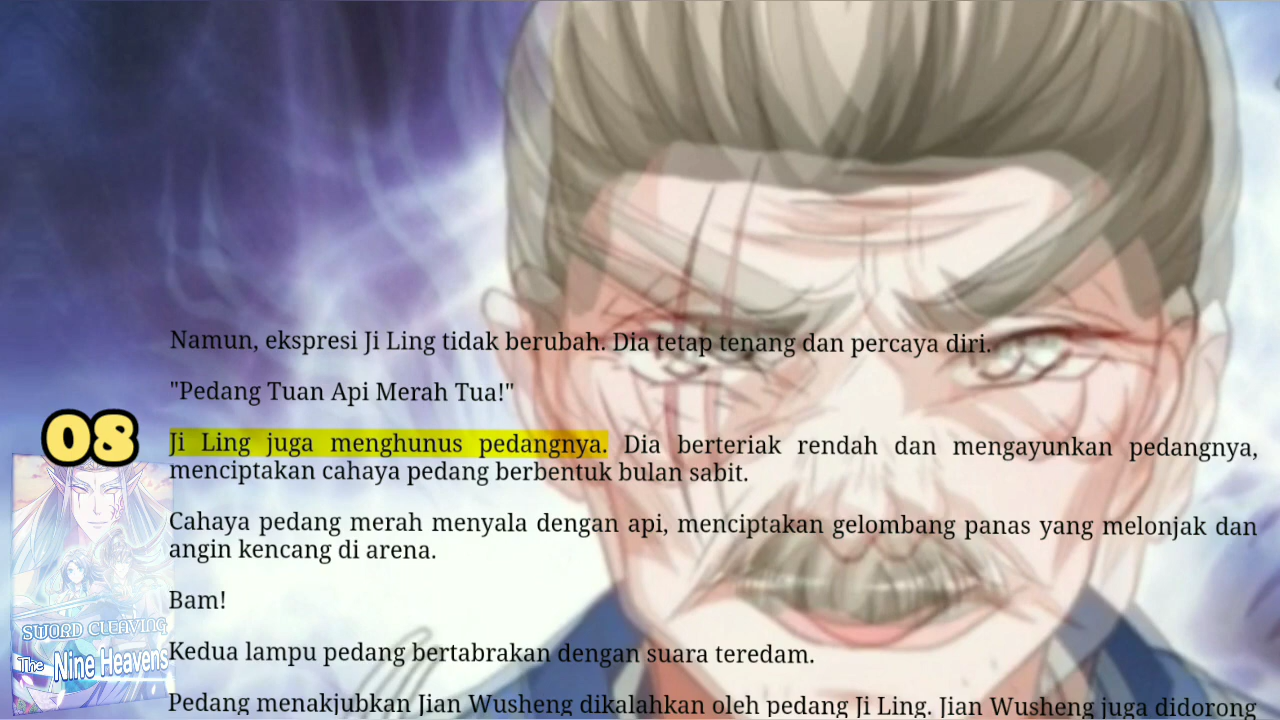 Namun, ekspresi Ji Ling tidak berubah. Dia tetap tenang dan percaya diri.
"Pedang Tuan Api Merah Tua!"
Ji Ling juga menghunus pedangnya. Dia berteriak rendah dan mengayunkan pedangnya,
menciptakan cahaya pedang berbentuk bulan sabit.
Cahaya pedang merah menyala dengan api, menciptakan gelombang panas yang melonjak dan
angin kencang di arena.
Bam!
Kedua lampu pedang bertabrakan dengan suara teredam.
Pedang menakjubkan Jian Wusheng dikalahkan oleh pedang Ji Ling. Jian Wusheng juga didorong
08
SWORD CLEAVING
The Nine Heavens